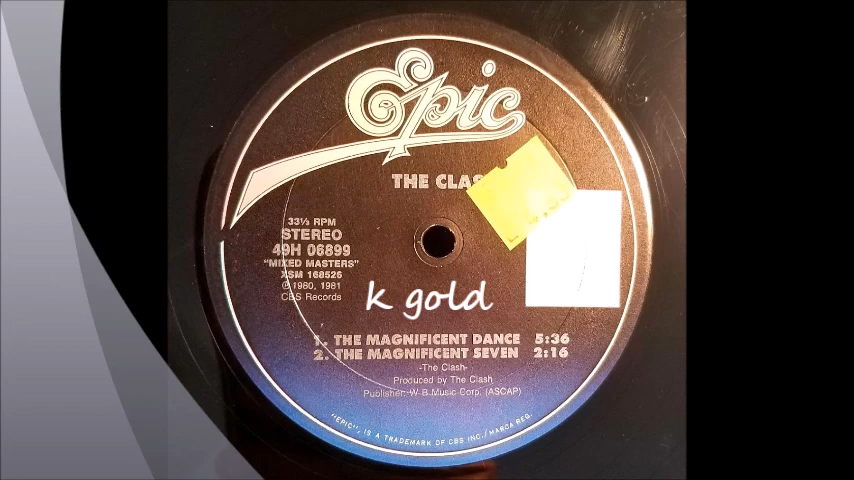 Epic
THE CLAS
33⅓ RPM
STEREO
49H 06899
"MIXED MASTERS"
XSM 168526
℗ 1980, 1981
CBS Records
k gold
1. THE MAGNIFICENT DANCE 5:36
2. THE MAGNIFICENT SEVEN 2:16
-The Clash-
Produced by The Clash
Publisher: W B Music Corp. (ASCAP)
"EPIC", IS A TRADEMARK OF CBS INC./MARCA REG.